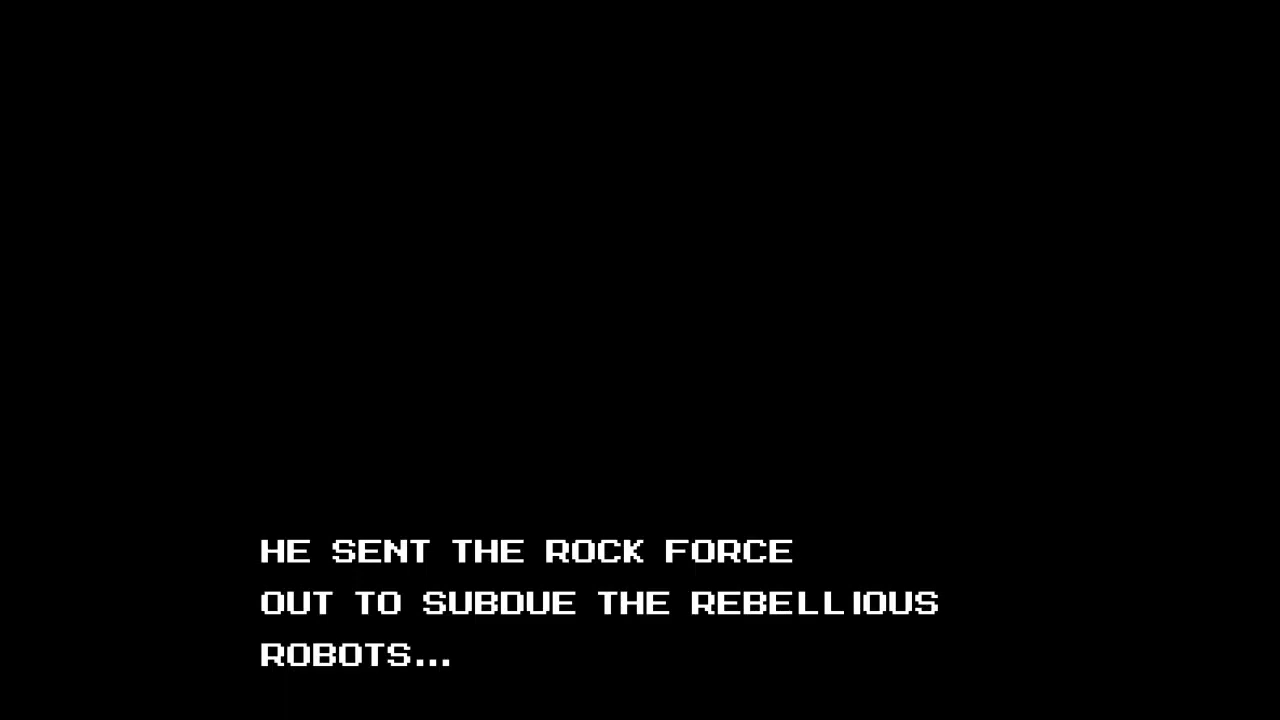 HE SENT THE ROCK FORCE
OUT TO SUBDUE THE REBELLIOUS
ROBOTS...